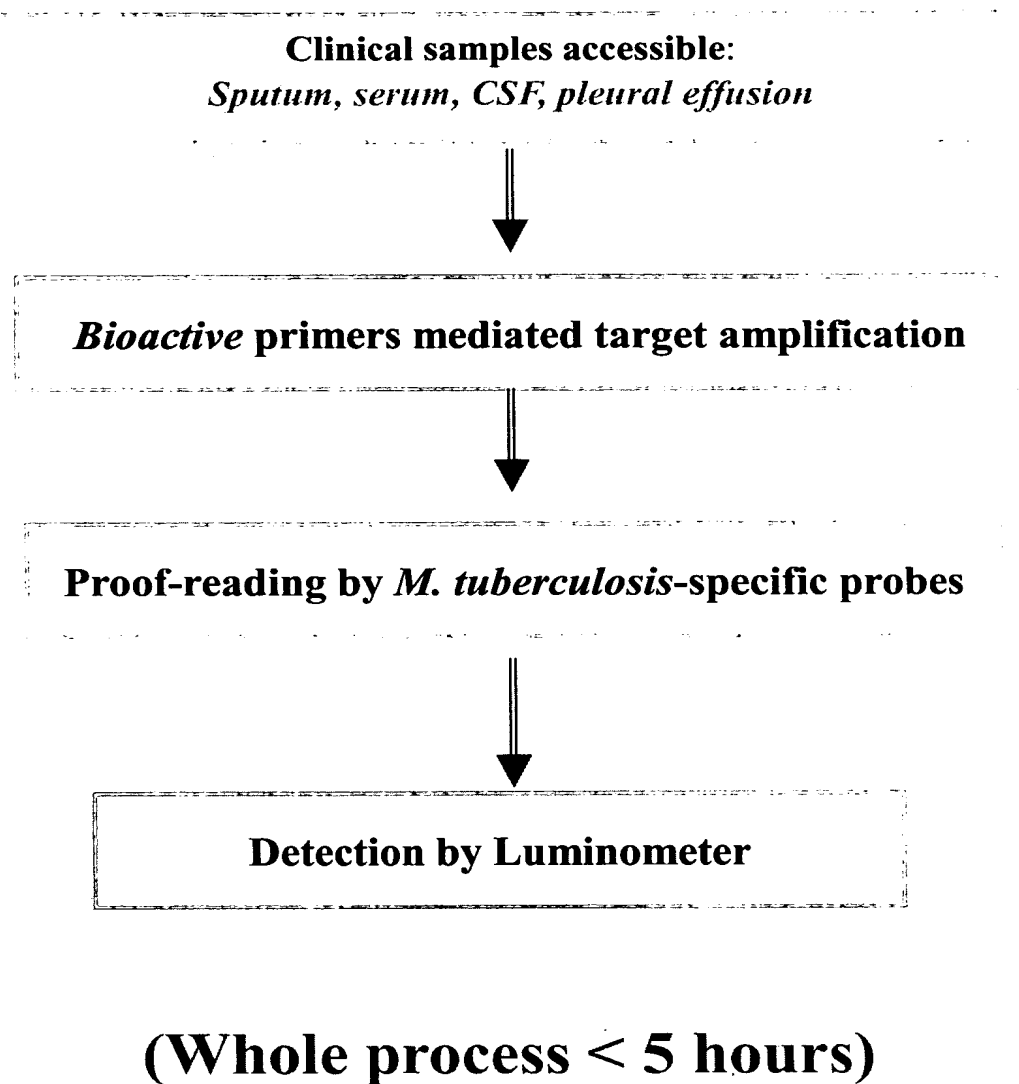 Clinical samples accessible:
Sputum, serum, CSF, pleural effusion
Bioactive primers mediated target amplification
Proof-reading by M. tuberculosis-specific probes
Detection by Luminometer
(Whole process < 5 hours)